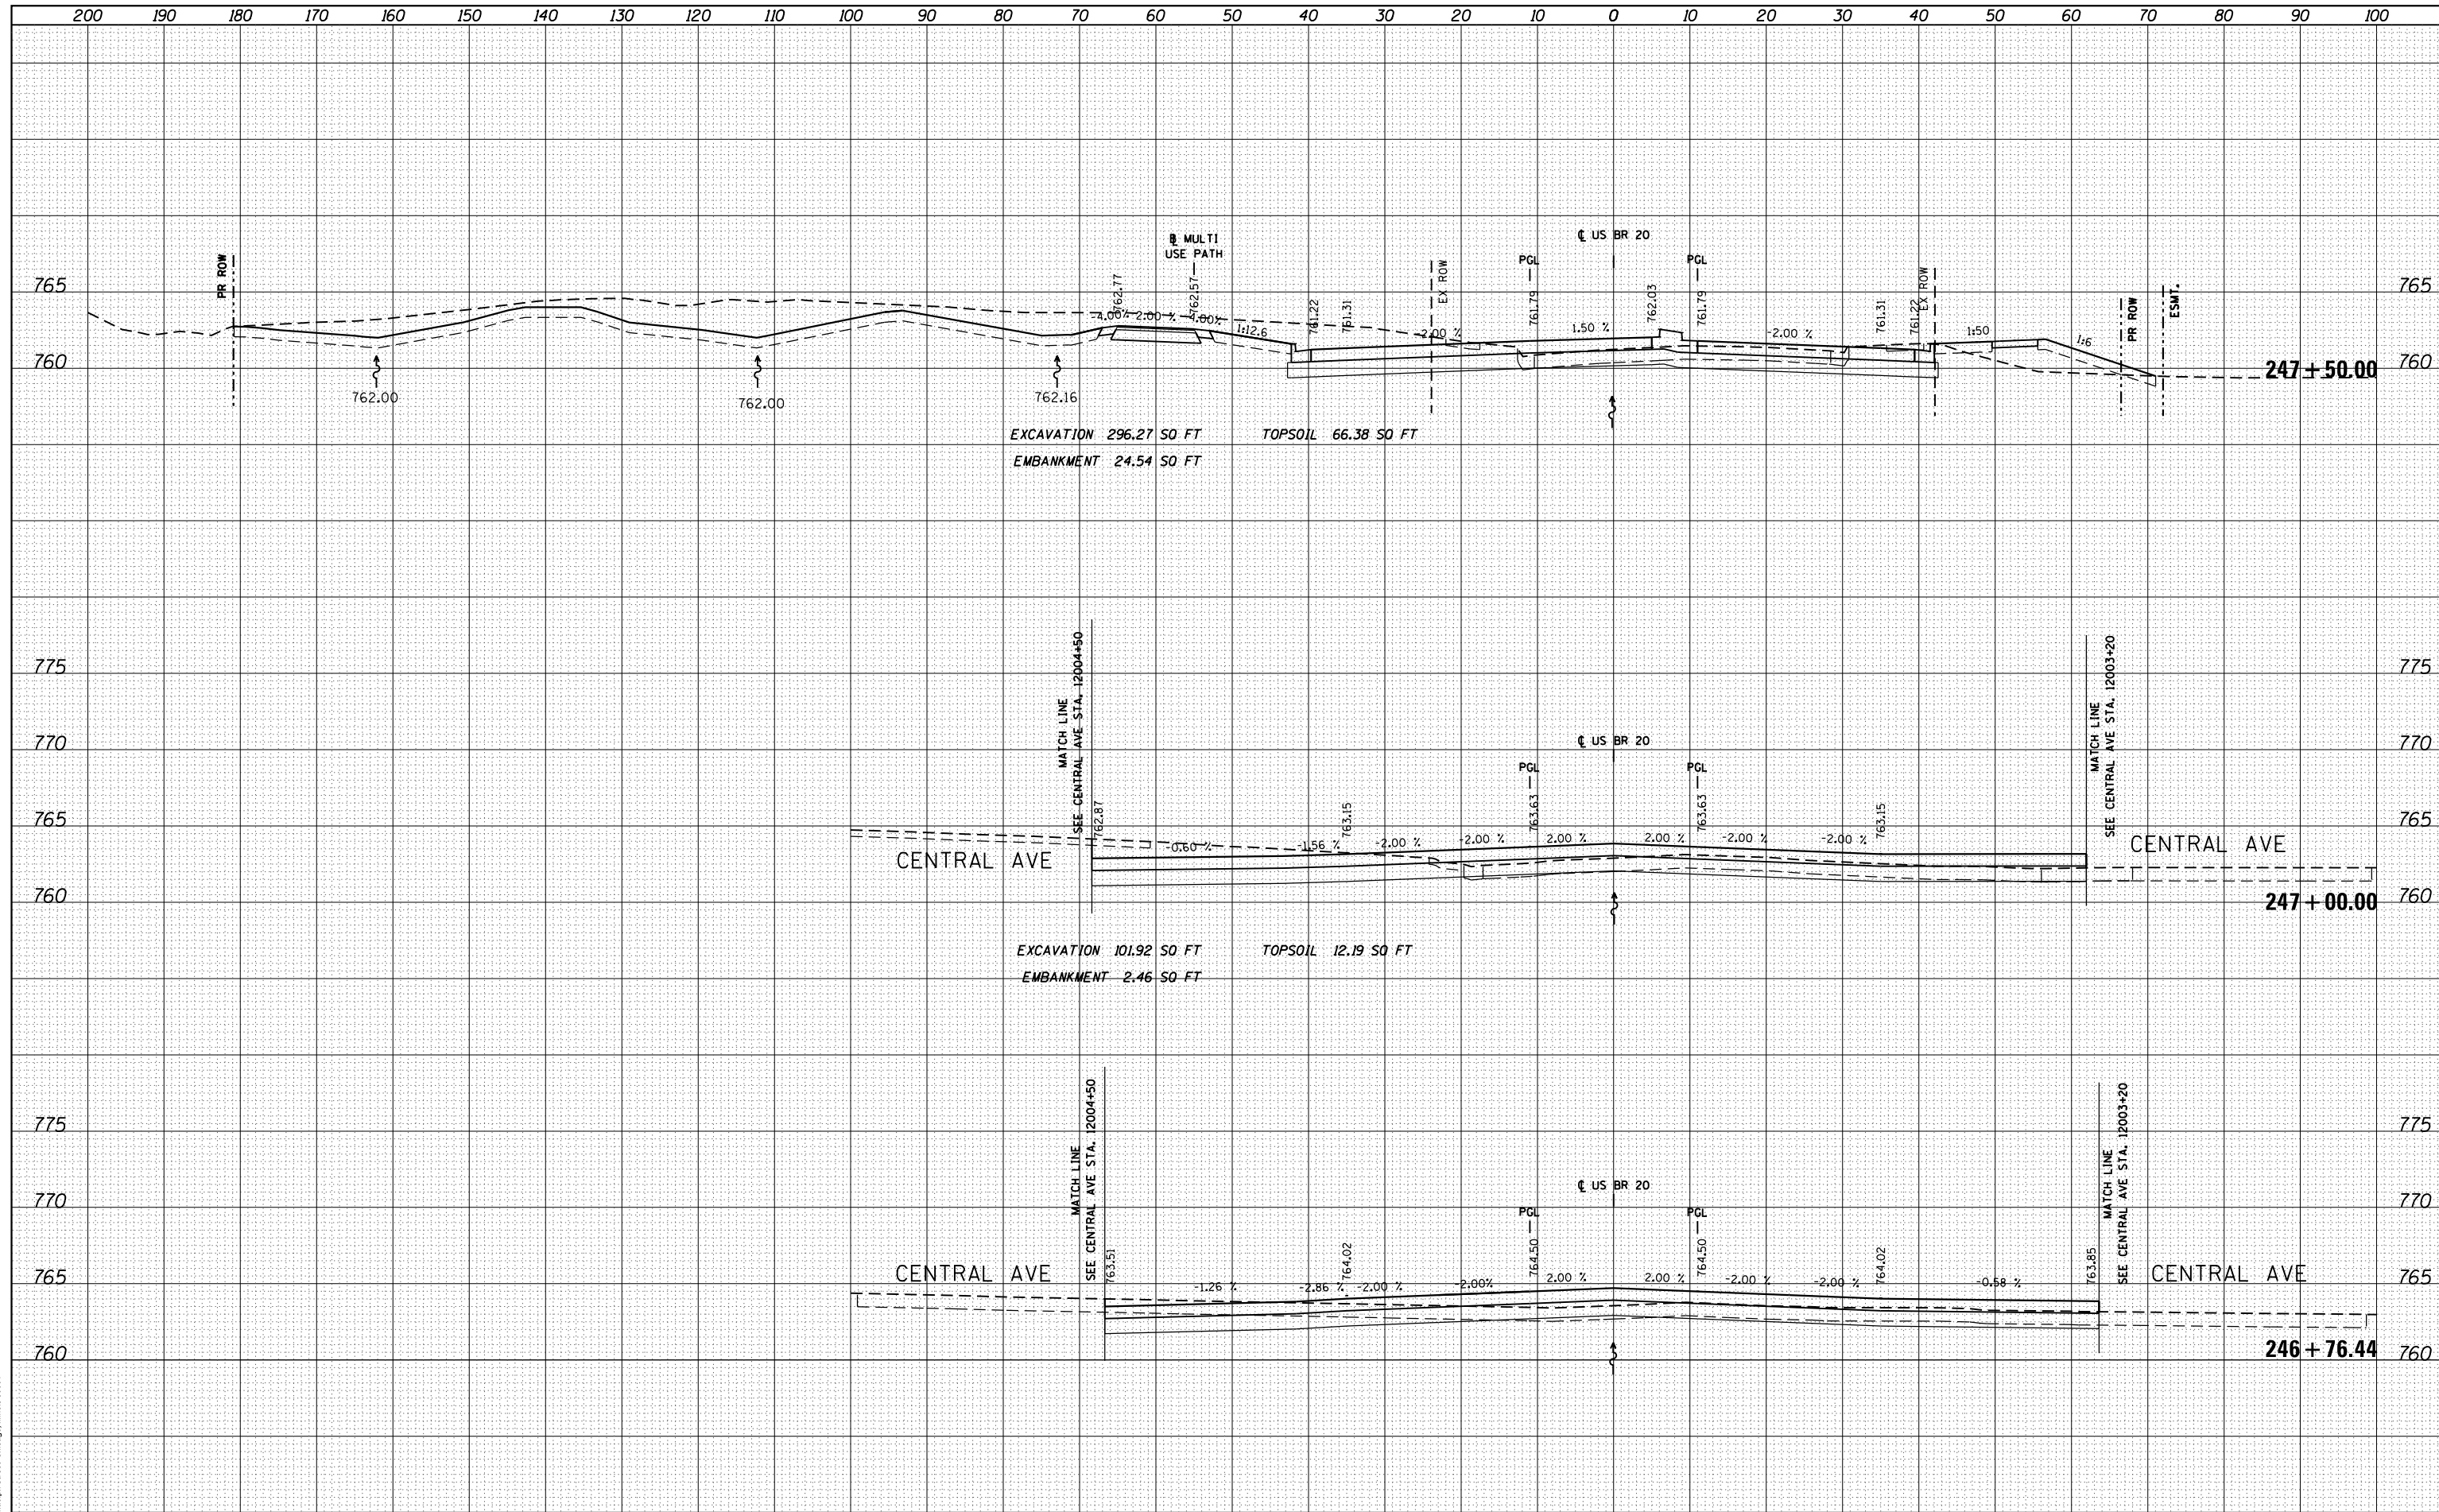 200 190 180 170 160 150 140 130 120 110 100 90 80 70 60 50 40 30 20 10 0 10 20 30 40 50 60 70 80 90 100
℄ US BR 20
B MULTI
USE PATH
PR ROW
762.77
762.57
EX ROW
PGL
PGL
EX ROW
PR ROW
ESMT.
765
765
761.22
761.31
761.79
762.03
761.79
761.31
761.22
-4.00%
2.00 %
4.00%
1:12.6
-2.00 %
1.50 %
-2.00 %
1:50
1:6
760
247+50.00
760
762.00
762.00
762.16
EXCAVATION 296.27 SQ FT
TOPSOIL 66.38 SQ FT
EMBANKMENT 24.54 SQ FT
775
775
MATCH LINE
SEE CENTRAL AVE STA. 12004+50
MATCH LINE
SEE CENTRAL AVE STA. 12003+20
770
℄ US BR 20
770
PGL
PGL
765
765
762.87
763.15
763.63
763.63
763.15
CENTRAL AVE
-0.60 %
-1.56 %
-2.00 %
-2.00 %
2.00 %
2.00 %
-2.00 %
-2.00 %
CENTRAL AVE
760
247+00.00
760
EXCAVATION 101.92 SQ FT
TOPSOIL 12.19 SQ FT
EMBANKMENT 2.46 SQ FT
775
775
MATCH LINE
SEE CENTRAL AVE STA. 12004+50
MATCH LINE
SEE CENTRAL AVE STA. 12003+20
770
℄ US BR 20
770
PGL
PGL
763.51
764.02
764.50
764.50
764.02
763.85
765
CENTRAL AVE
-1.26 %
-2.86 %
-2.00 %
-2.00%
2.00 %
2.00 %
-2.00 %
-2.00 %
-0.58 %
CENTRAL AVE
765
760
246+76.44
760